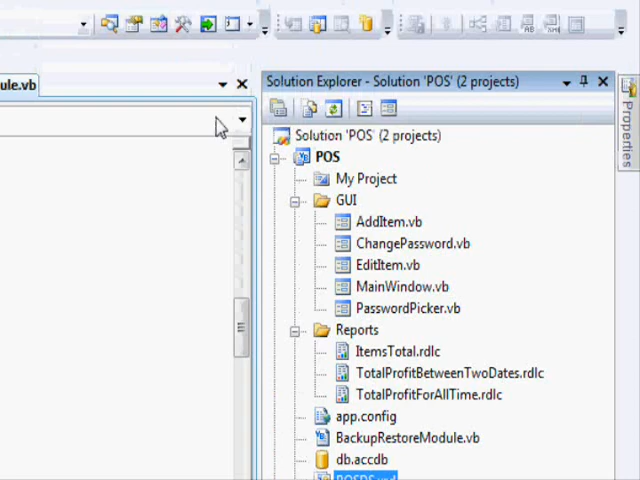 ule.vb
Solution Explorer - Solution 'POS' (2 projects)
Properties
Solution 'POS' (2 projects)
POS
My Project
GUI
AddItem.vb
ChangePassword.vb
EditItem.vb
MainWindow.vb
PasswordPicker.vb
Reports
ItemsTotal.rdlc
TotalProfitBetweenTwoDates.rdlc
TotalProfitForAllTime.rdlc
app.config
BackupRestoreModule.vb
db.accdb
POSDS.xsd